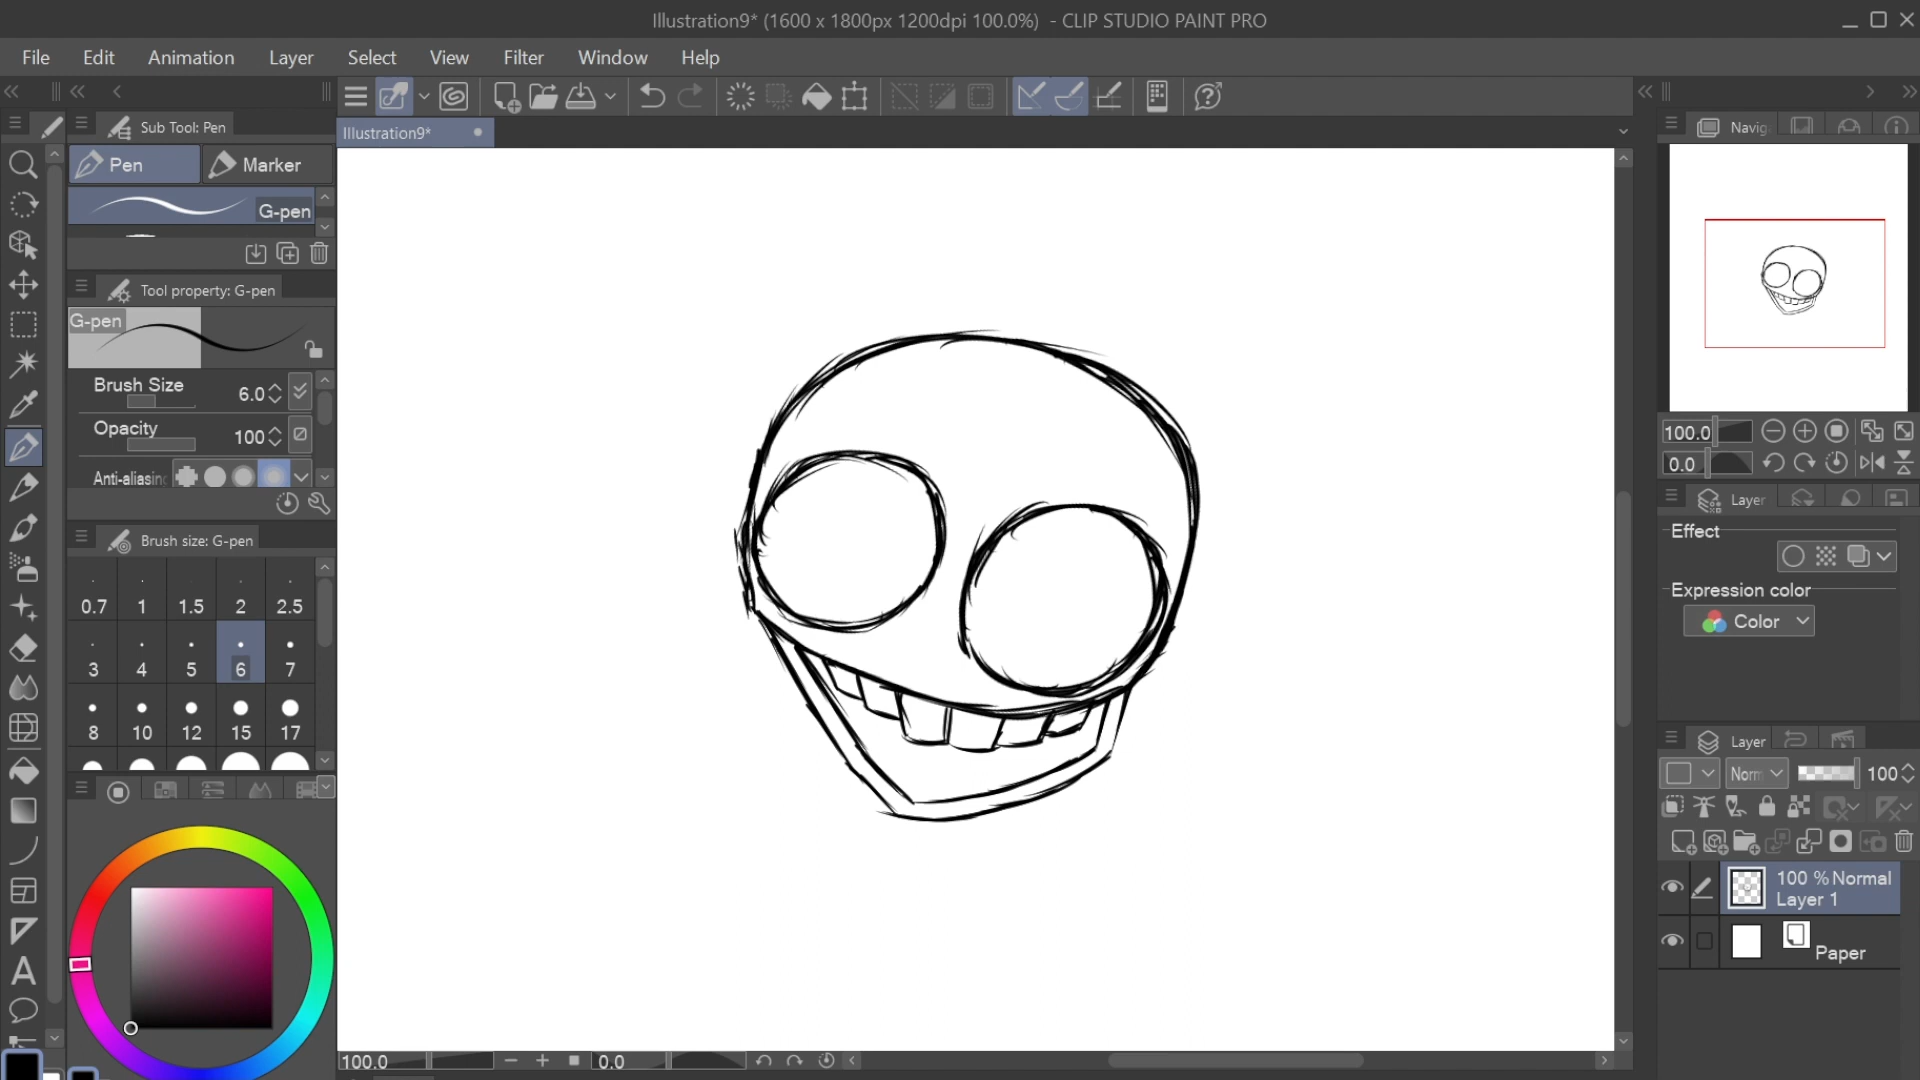 Illustration9* (1600 x 1800px 1200dpi 100.0%) - CLIP STUDIO PAINT PRO
File Edit Animation Layer Select View Filter Window Help
Sub Tool: Pen
Illustration9*
Navig
Pen Marker
G-pen
Tool property: G-pen
G-pen
Brush Size 6.0
Opacity 100
Anti-aliasin
Brush size: G-pen
0.7 1 1.5 2 2.5
3 4 5 6 7
8 10 12 15 17
100.0
0.0
Layer
Effect
Expression color
Color
Layer
Norm 100
100 % Normal
Layer 1
Paper
100.0 0.0